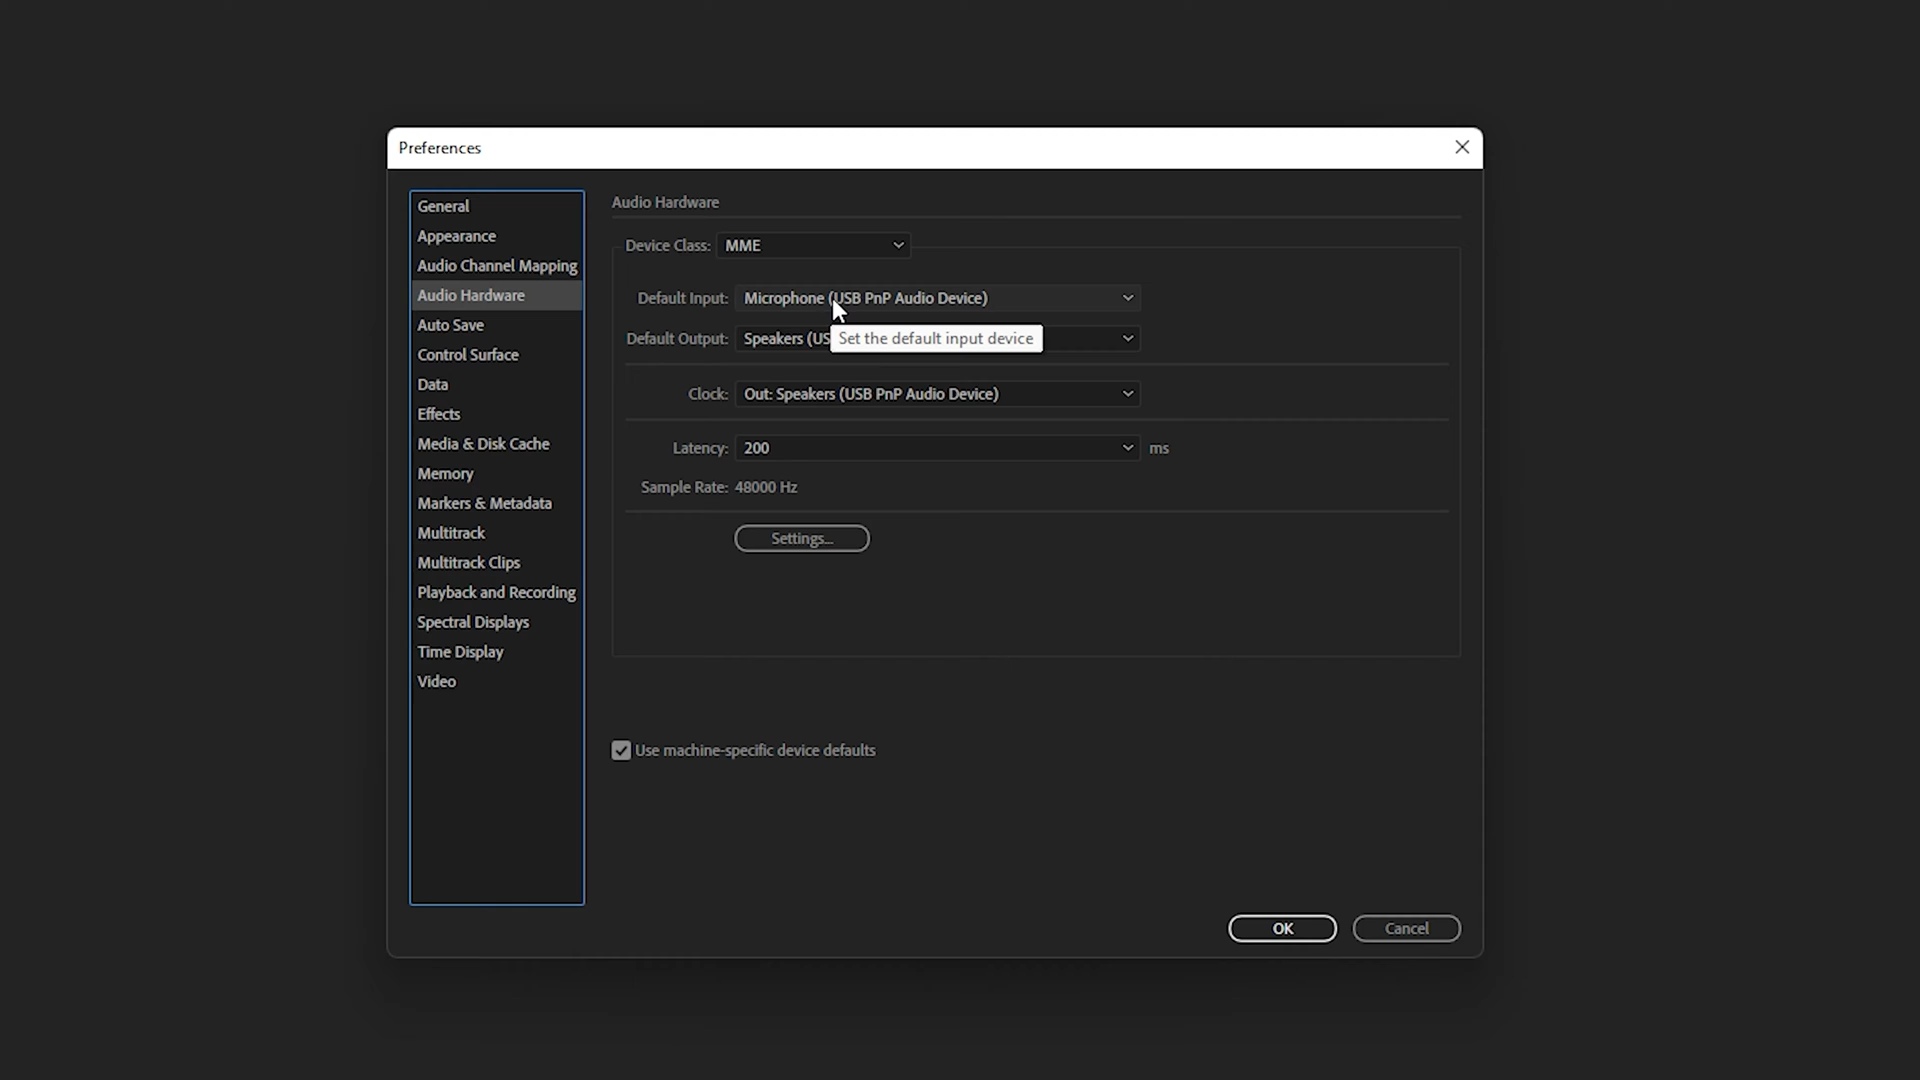 Preferences
General
Appearance
Audio Channel Mapping
Audio Hardware
Auto Save
Control Surface
Data
Effects
Media & Disk Cache
Memory
Markers & Metadata
Multitrack
Multitrack Clips
Playback and Recording
Spectral Displays
Time Display
Video
Audio Hardware
Device Class: MME
Default Input: Microphone (USB PnP Audio Device)
Default Output: Speakers (US
Set the default input device
Clock: Out: Speakers (USB PnP Audio Device)
Latency: 200 ms
Sample Rate: 48000 Hz
Settings...
Use machine-specific device defaults
OK Cancel